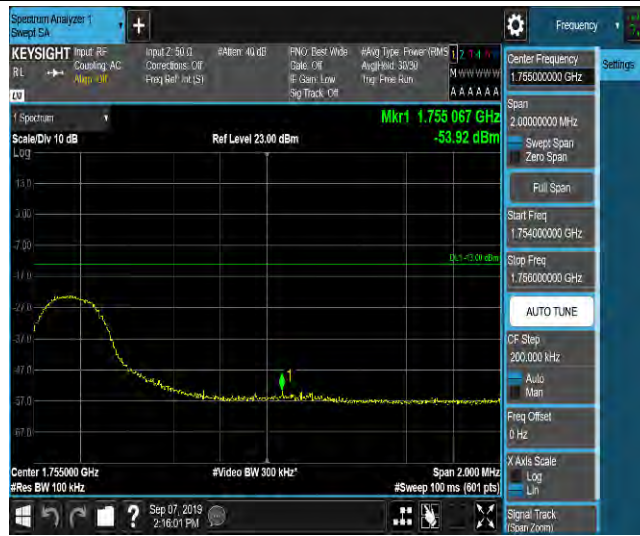 Spectrum Analyzer 1
Swept SA
+
Frequency
KEYSIGHT
RL
Input: RF
Coupling: AC
Align: Off
Input Z: 50 Ω
Corrections: Off
Freq Ref: Int (S)
#Atten: 40 dB
PNO: Best Wide
Gate: Off
IF Gain: Low
Sig Track: Off
#Avg Type: Power (RMS
Avg|Hold: 30/30
Trig: Free Run
M W W W W W
A A A A A A
1 Spectrum
Scale/Div 10 dB
Log
Ref Level 23.00 dBm
Mkr1 1.755 067 GHz
-53.92 dBm
13.0
3.00
-7.00
DL1 -13.00 dBm
-17.0
-27.0
-37.0
-47.0
1
-57.0
-67.0
Center 1.755000 GHz
#Video BW 300 kHz*
Span 2.000 MHz
#Res BW 100 kHz
#Sweep 100 ms (601 pts)
Sep 07, 2019
2:16:01 PM
?
Center Frequency
1.755000000 GHz
Settings
Span
2.00000000 MHz
Swept Span
Zero Span
Full Span
Start Freq
1.754000000 GHz
Stop Freq
1.756000000 GHz
AUTO TUNE
CF Step
200.000 kHz
Auto
Man
Freq Offset
0 Hz
X Axis Scale
Log
Lin
Signal Track
(Span Zoom)